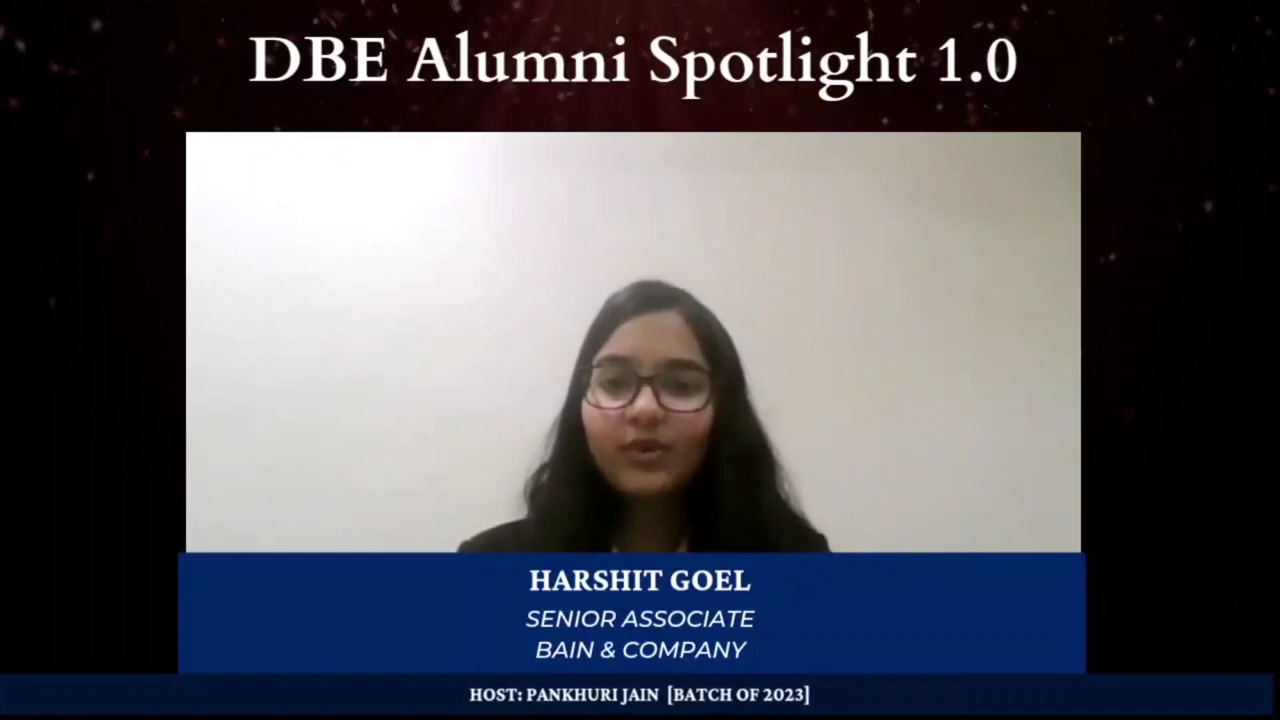 DBE Alumni Spotlight 1.0
HARSHIT GOEL
SENIOR ASSOCIATE
BAIN & COMPANY
HOST: PANKHURI JAIN [BATCH OF 2023]